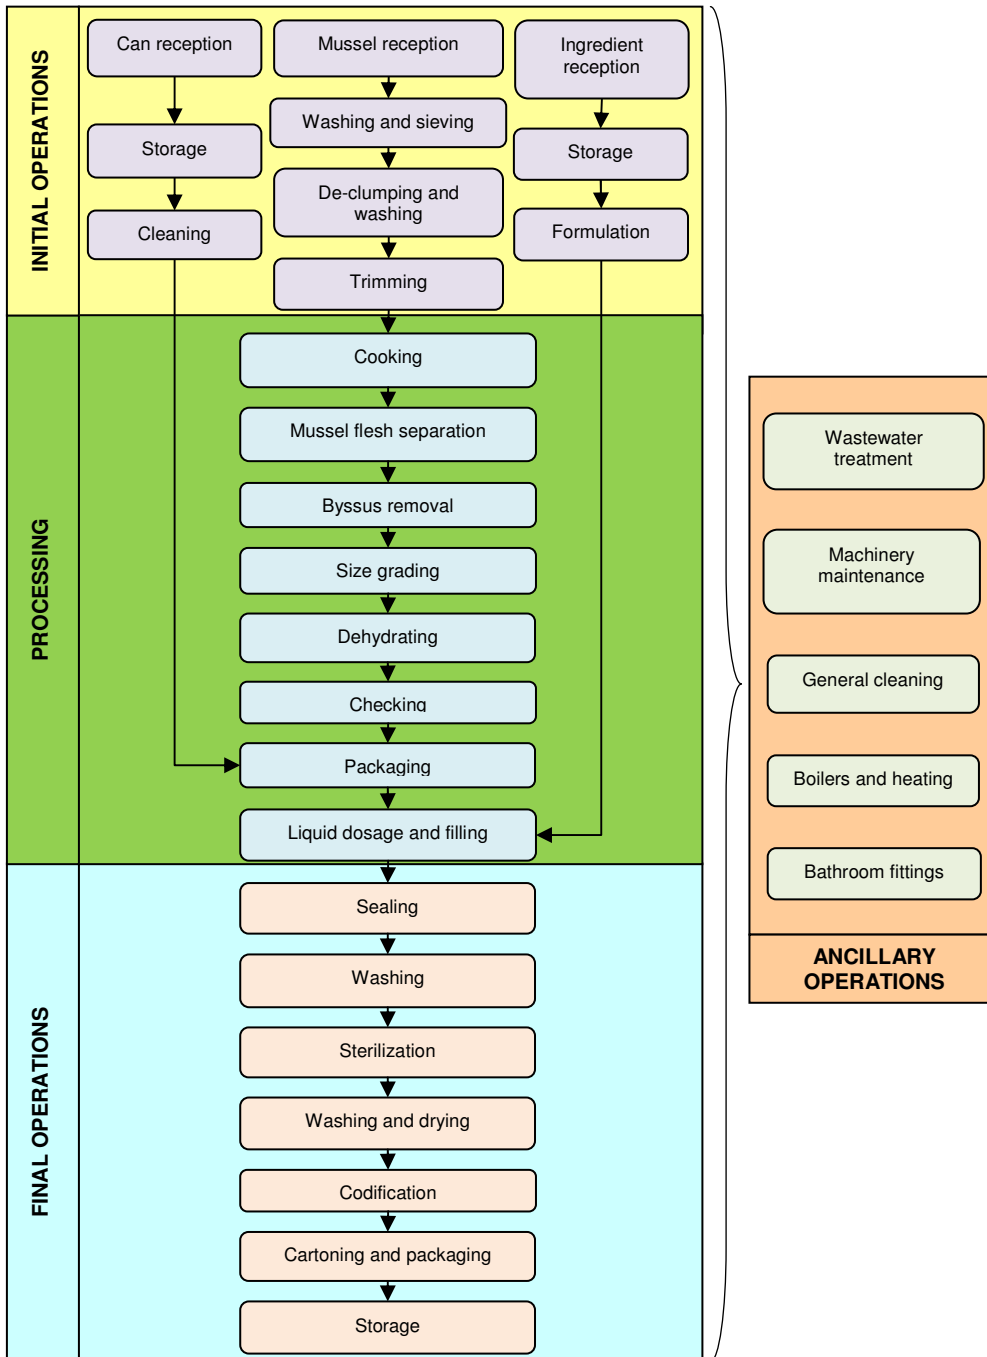 INITIAL OPERATIONS
Can reception
Mussel reception
Ingredient
reception
Washing and sieving
Storage
Storage
De-clumping and
washing
Cleaning
Formulation
Trimming
PROCESSING
Cooking
Mussel flesh separation
Byssus removal
Size grading
Dehydrating
Checking
Packaging
Liquid dosage and filling
FINAL OPERATIONS
Sealing
Washing
Sterilization
Washing and drying
Codification
Cartoning and packaging
Storage
Wastewater
treatment
Machinery
maintenance
General cleaning
Boilers and heating
Bathroom fittings
ANCILLARY
OPERATIONS